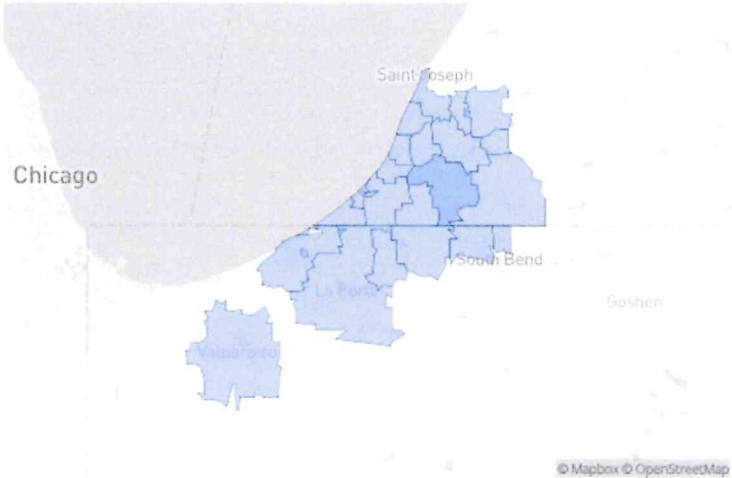 Saint Joseph
Chicago
South Bend
La Porte
Goshen
Valparaiso
© Mapbox © OpenStreetMap